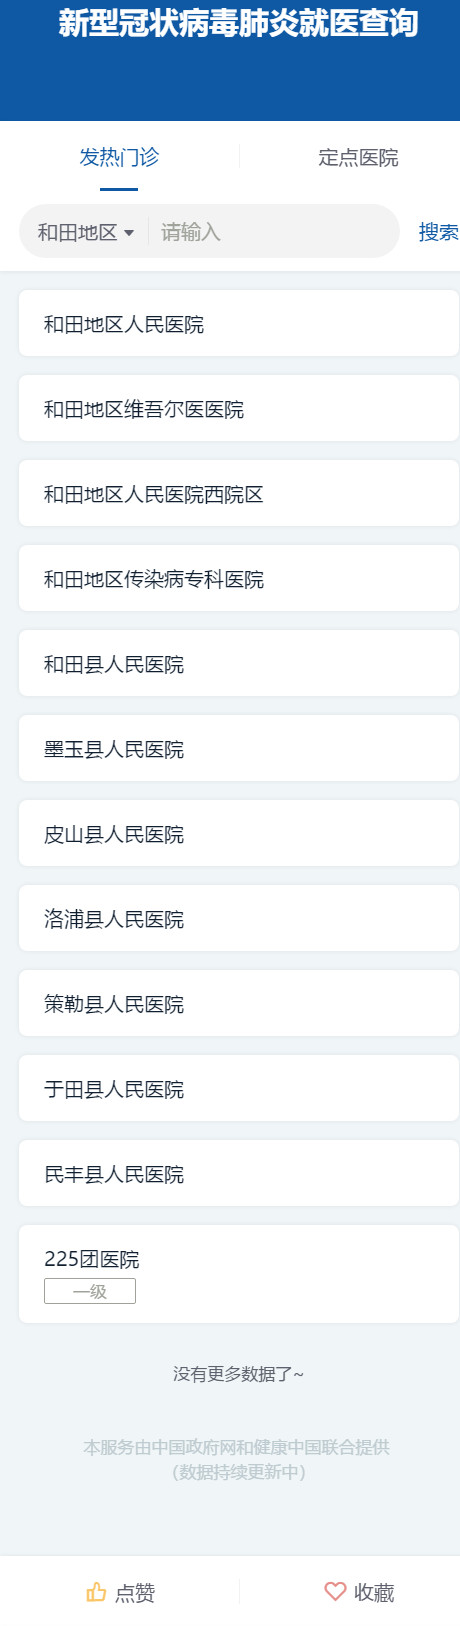 新型冠状病毒肺炎就医查询
发热门诊
定点医院
和田地区
请输入
搜索
和田地区人民医院
和田地区维吾尔医医院
和田地区人民医院西院区
和田地区传染病专科医院
和田县人民医院
墨玉县人民医院
皮山县人民医院
洛浦县人民医院
策勒县人民医院
于田县人民医院
民丰县人民医院
225团医院
一级
没有更多数据了~
本服务由中国政府网和健康中国联合提供
（数据持续更新中）
点赞
收藏